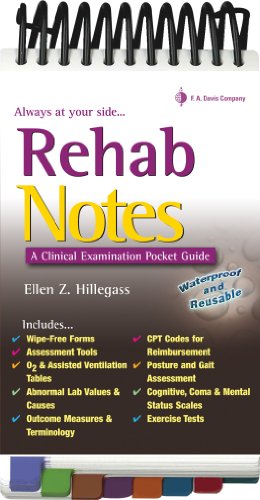 F. A. Davis Company
Always at your side...
Rehab
Notes
A Clinical Examination Pocket Guide
Ellen Z. Hillegass
Waterproof
and
Reusable
Includes...
Wipe-Free Forms
Assessment Tools
O₂ & Assisted Ventilation
Tables
Abnormal Lab Values &
Causes
Outcome Measures &
Terminology
CPT Codes for
Reimbursement
Posture and Gait
Assessment
Cognitive, Coma & Mental
Status Scales
Exercise Tests